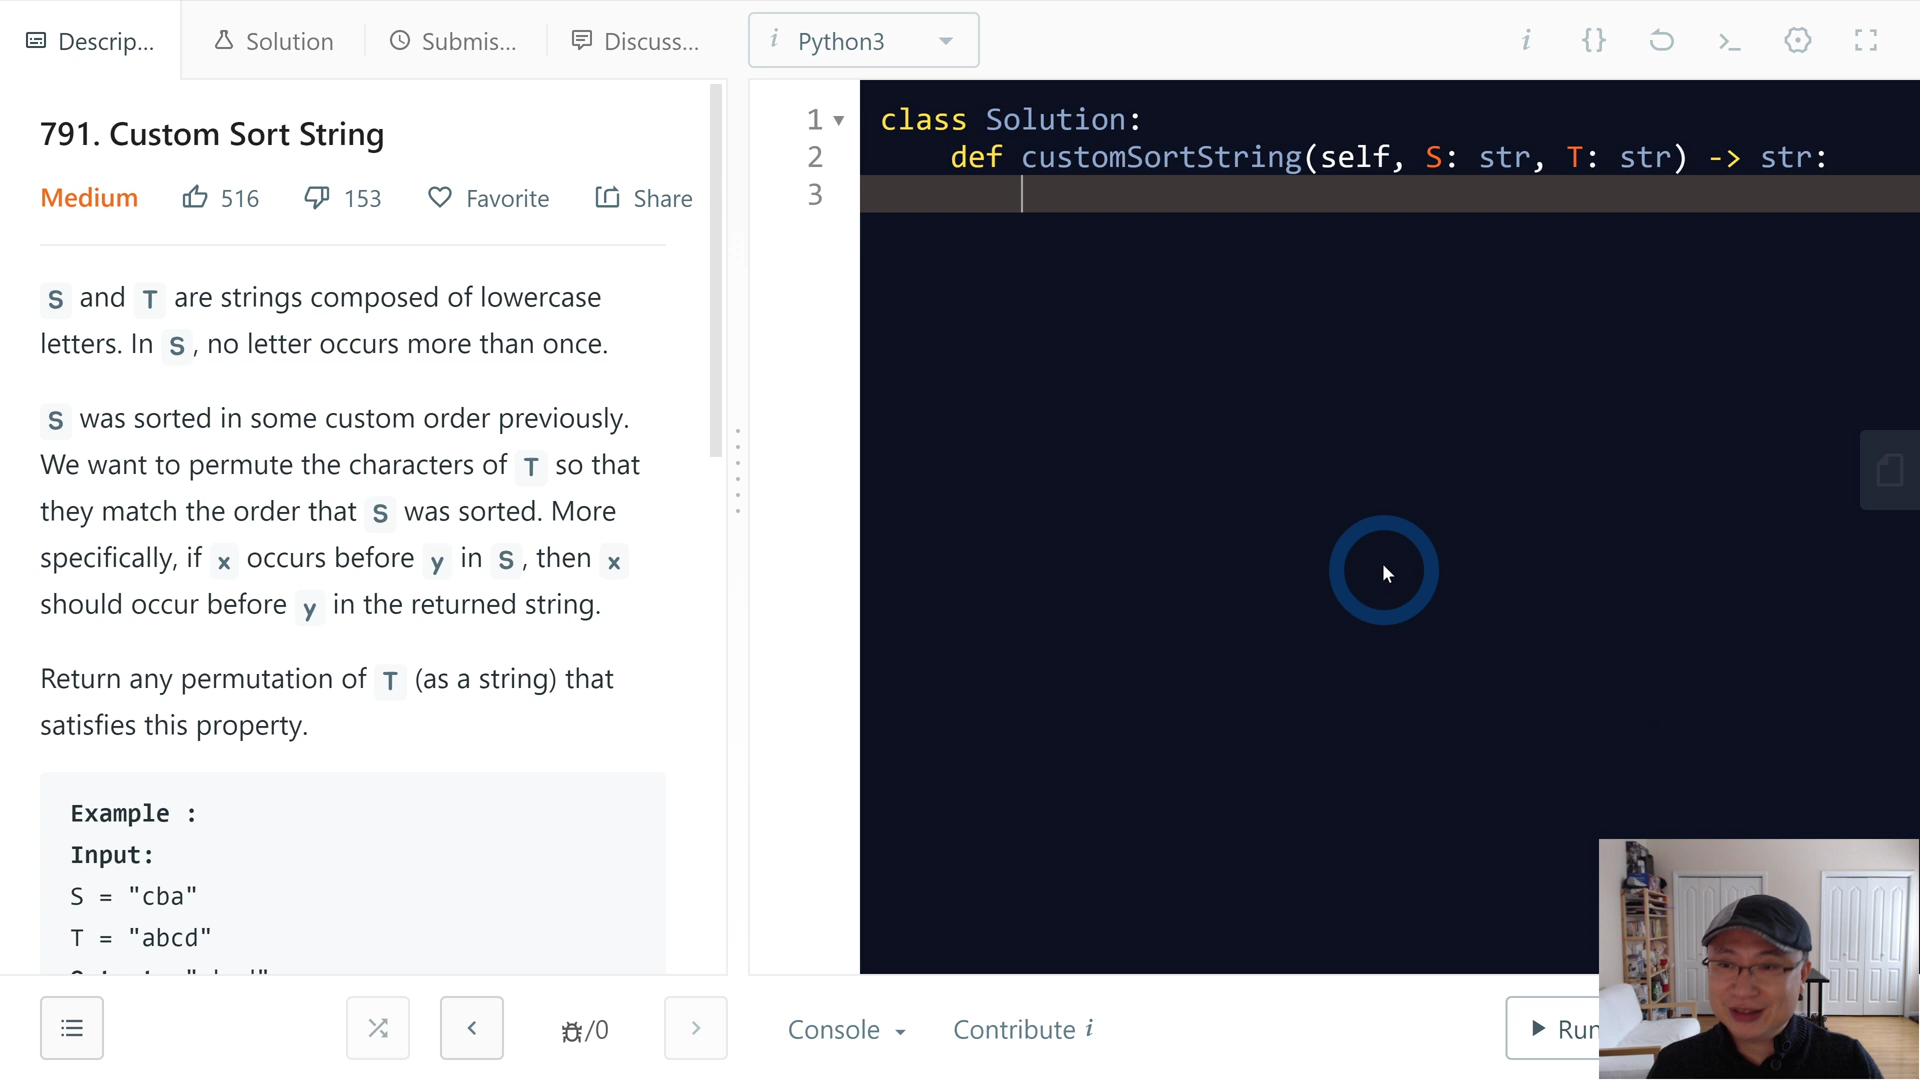 Descrip...
Solution
Submis...
Discuss...
i Python3
i {}
791. Custom Sort String
Medium 516 153 Favorite Share
S and T are strings composed of lowercase
letters. In S, no letter occurs more than once.
S was sorted in some custom order previously.
We want to permute the characters of T so that
they match the order that S was sorted. More
specifically, if x occurs before y in S, then x
should occur before y in the returned string.
Return any permutation of T (as a string) that
satisfies this property.
Example :
Input:
S = "cba"
T = "abcd"
1 class Solution:
2 def customSortString(self, S: str, T: str) -> str:
3
/0
Console
Contribute i
Run